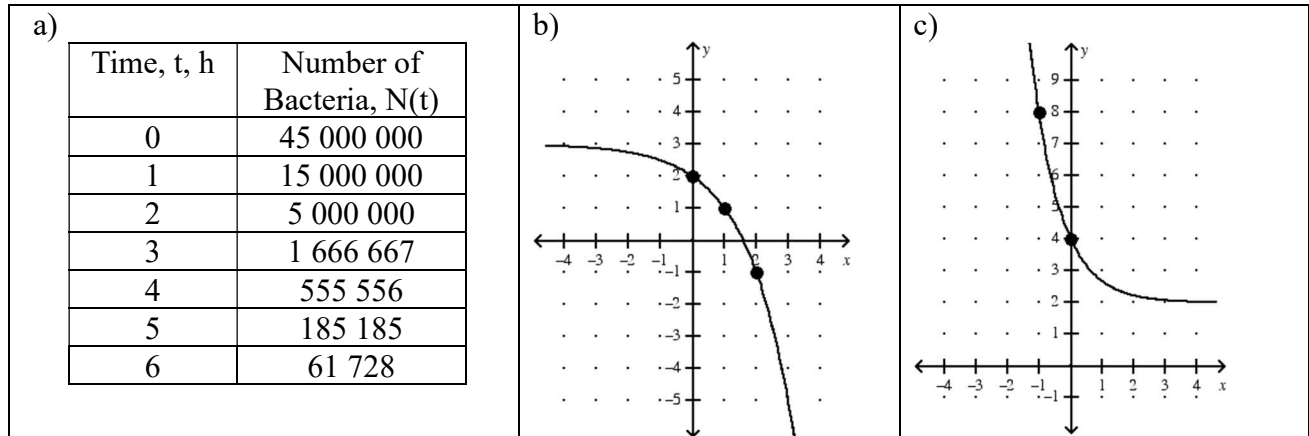 a)
Time, t, h Number of Bacteria, N(t)
0 45 000 000
1 15 000 000
2 5 000 000
3 1 666 667
4 555 556
5 185 185
6 61 728
b)
y
5
4
3
2
1
-4 -3 -2 -1 1 2 3 4 x
-1
-2
-3
-4
-5
c)
y
9
8
7
6
5
4
3
2
1
-4 -3 -2 -1 1 2 3 4 x
-1